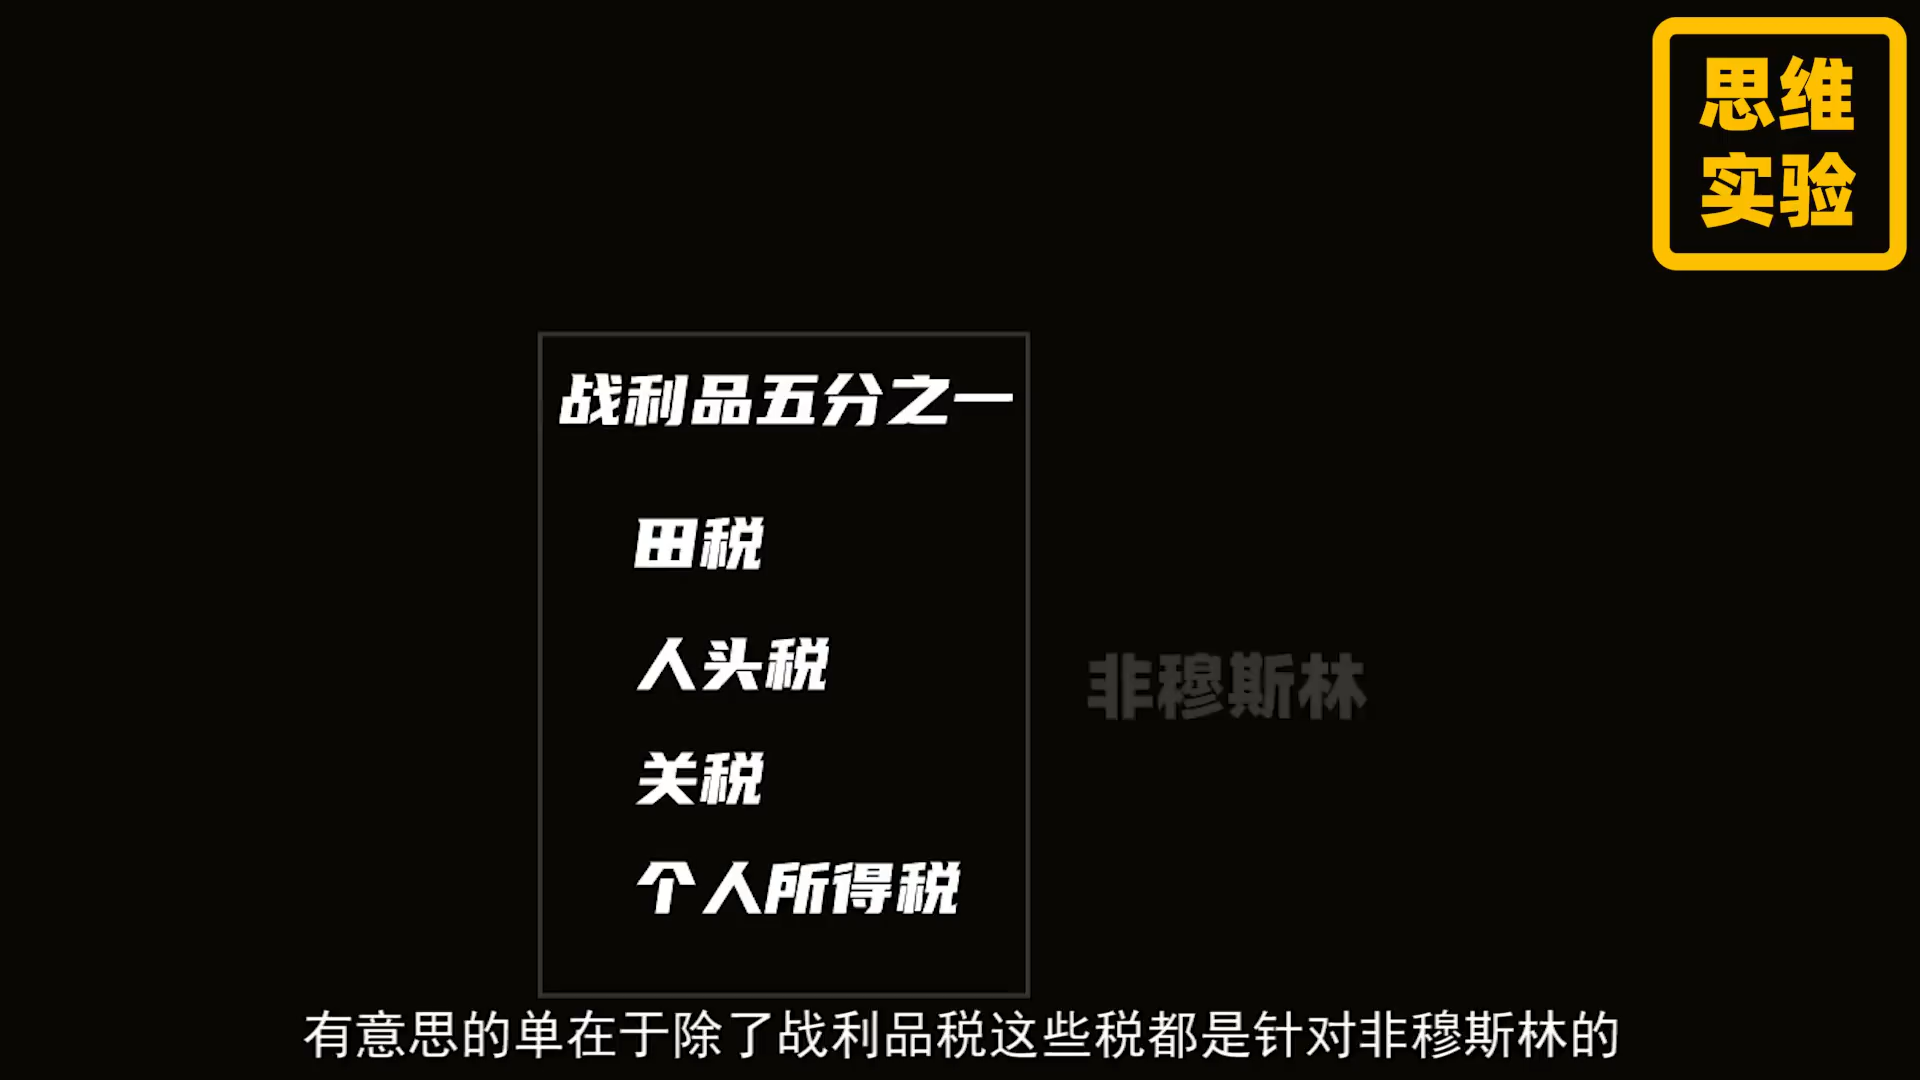 思维
实验
战利品五分之一
田税
人头税
非穆斯林
关税
个人所得税
有意思的单在于除了战利品税这些税都是针对非穆斯林的